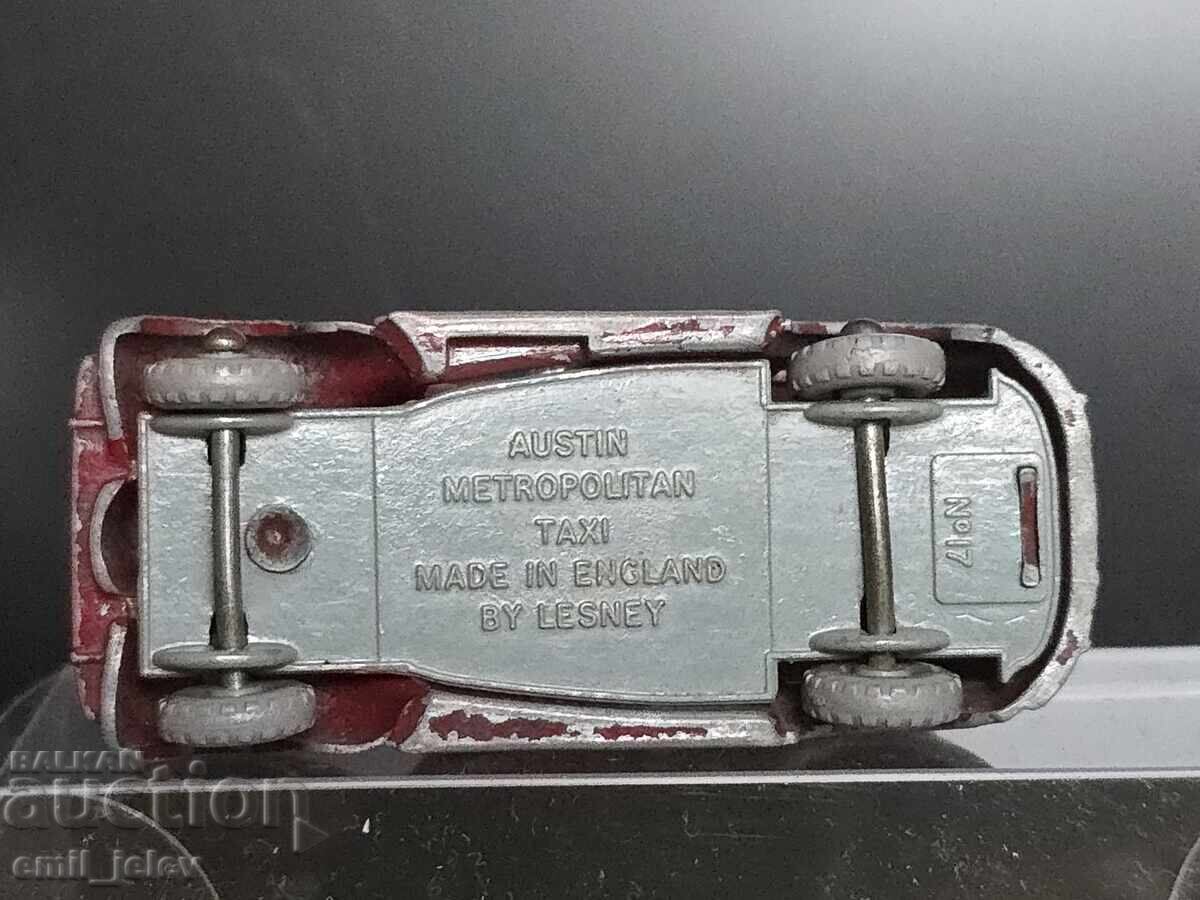 AUSTIN
METROPOLITAN
TAXI
MADE IN ENGLAND
BY LESNEY
No17
BALKAN
auction
emil_jelev